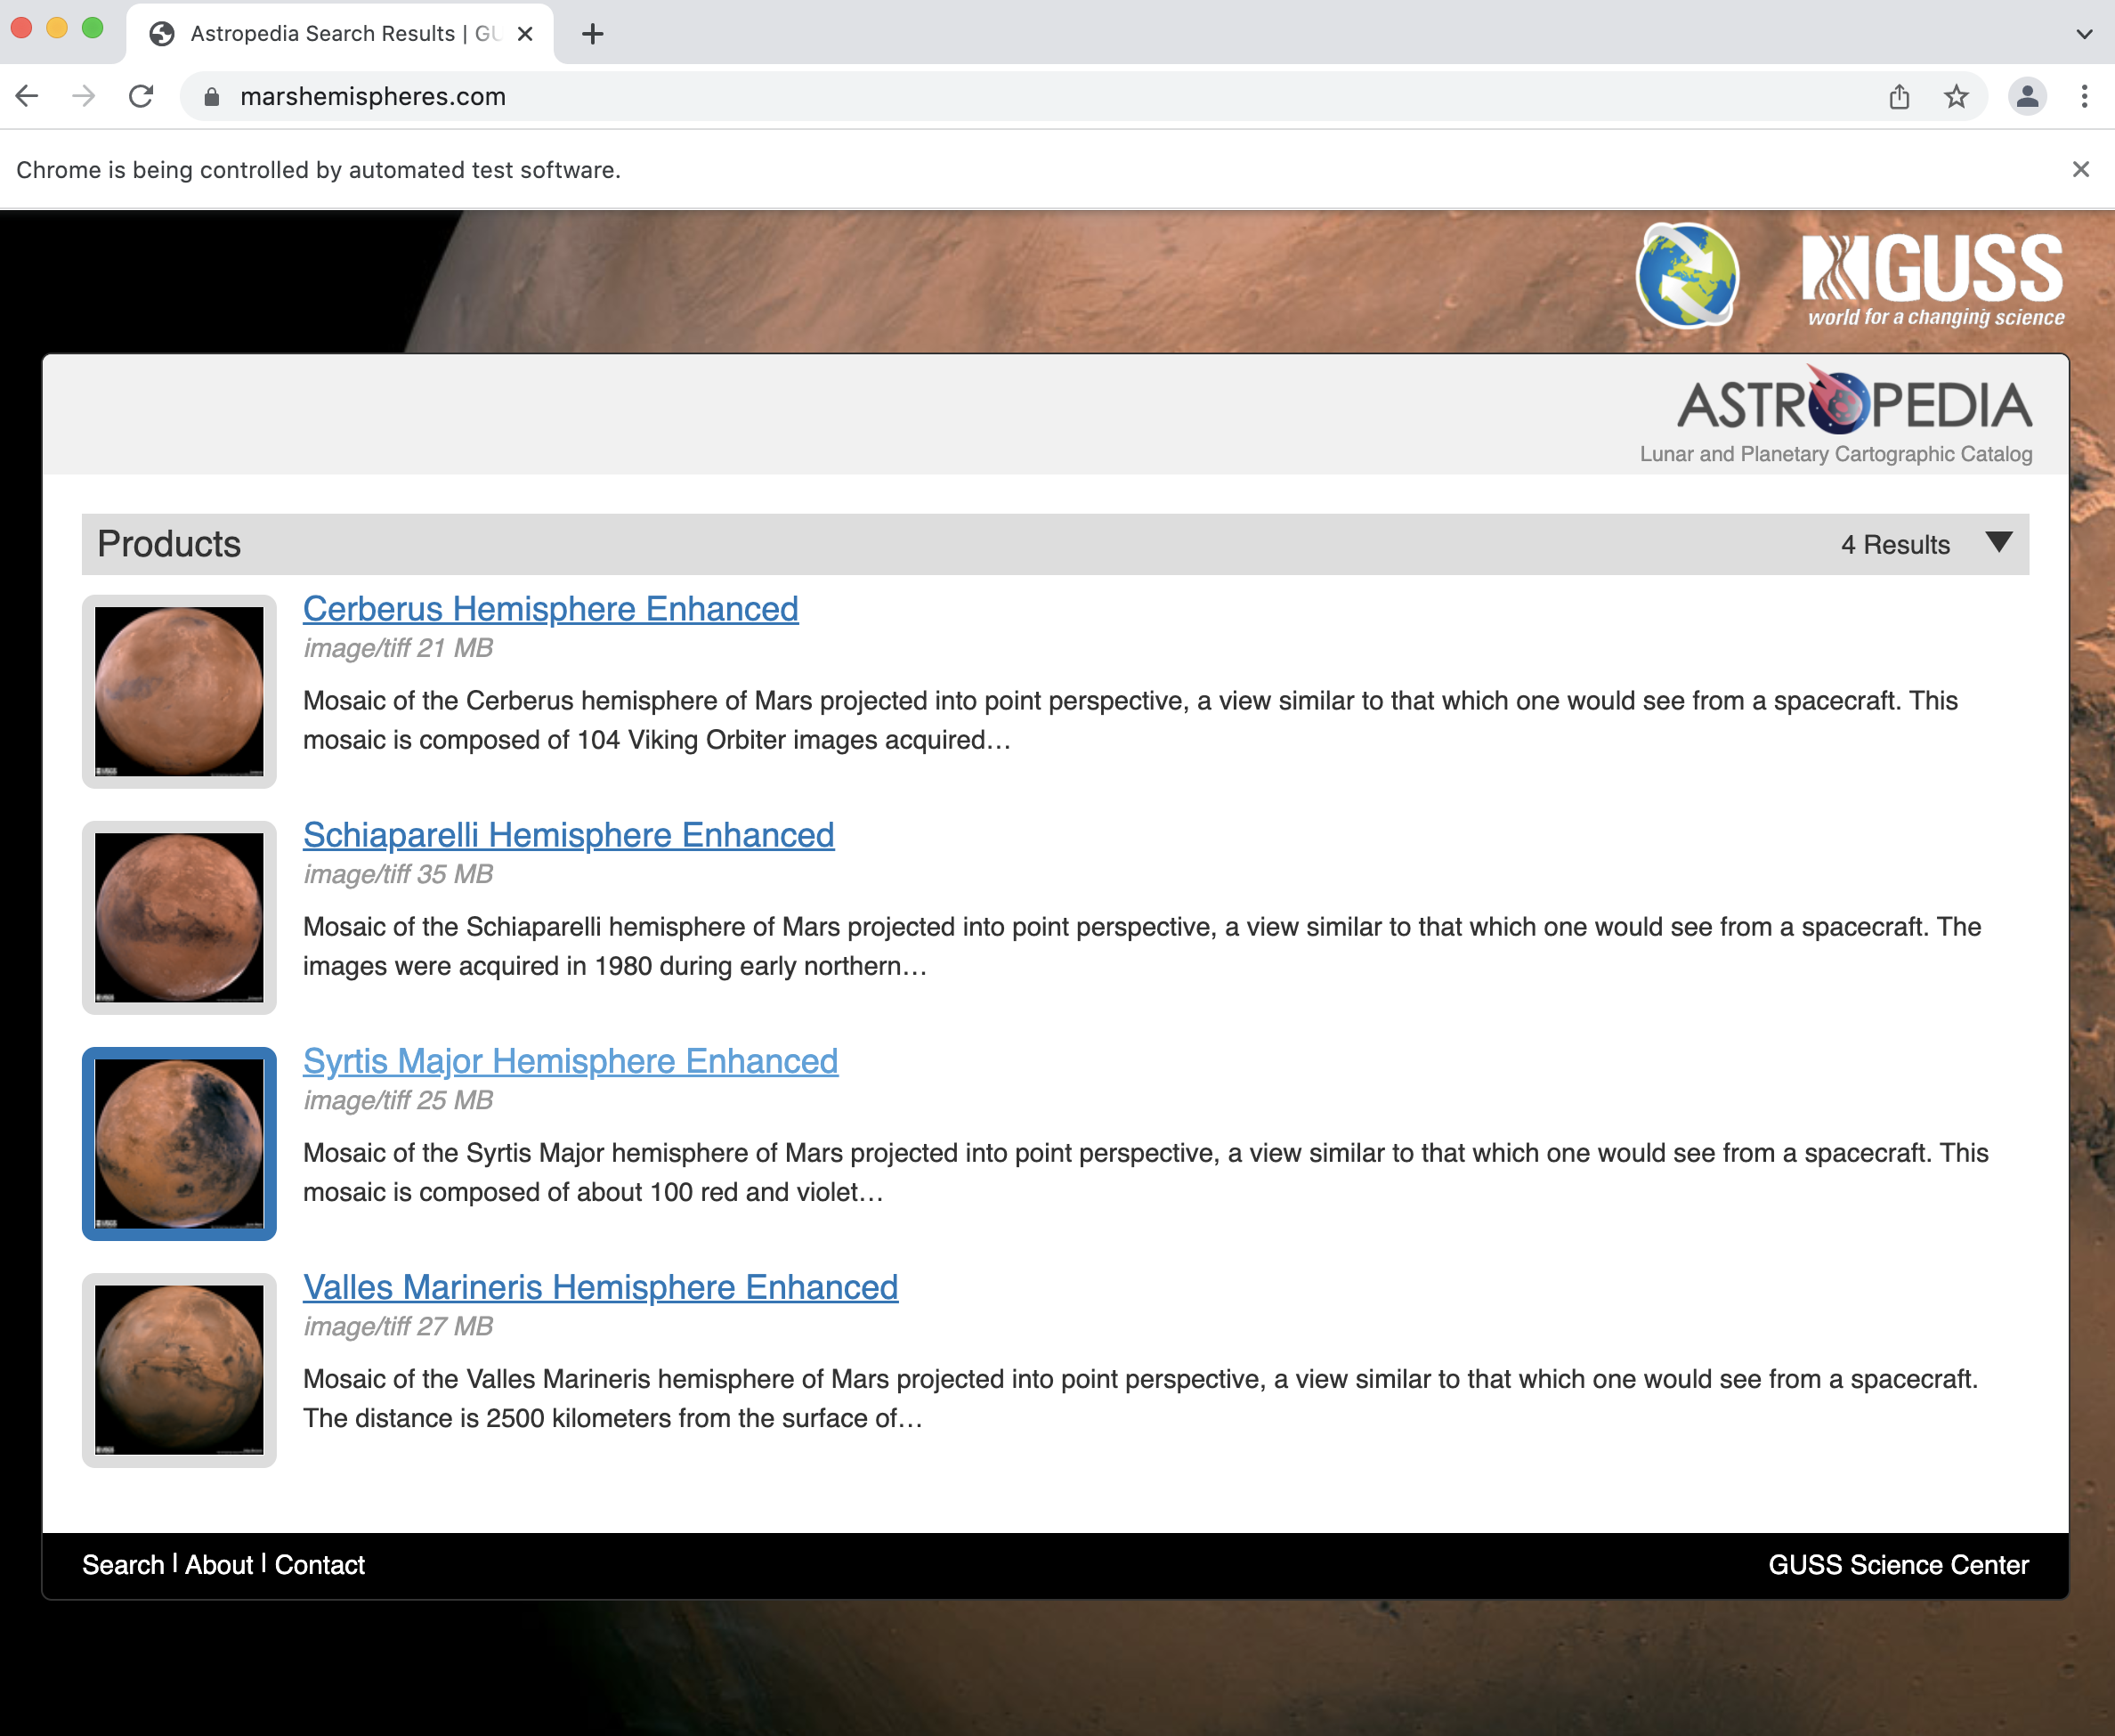 Astropedia Search Results | GU
marshemispheres.com
Chrome is being controlled by automated test software.
GUSS
world for a changing science
ASTROPEDIA
Lunar and Planetary Cartographic Catalog
Products
4 Results
Cerberus Hemisphere Enhanced
image/tiff 21 MB
Mosaic of the Cerberus hemisphere of Mars projected into point perspective, a view similar to that which one would see from a spacecraft. This
mosaic is composed of 104 Viking Orbiter images acquired…
Schiaparelli Hemisphere Enhanced
image/tiff 35 MB
Mosaic of the Schiaparelli hemisphere of Mars projected into point perspective, a view similar to that which one would see from a spacecraft. The
images were acquired in 1980 during early northern…
Syrtis Major Hemisphere Enhanced
image/tiff 25 MB
Mosaic of the Syrtis Major hemisphere of Mars projected into point perspective, a view similar to that which one would see from a spacecraft. This
mosaic is composed of about 100 red and violet…
Valles Marineris Hemisphere Enhanced
image/tiff 27 MB
Mosaic of the Valles Marineris hemisphere of Mars projected into point perspective, a view similar to that which one would see from a spacecraft.
The distance is 2500 kilometers from the surface of…
Search | About | Contact
GUSS Science Center